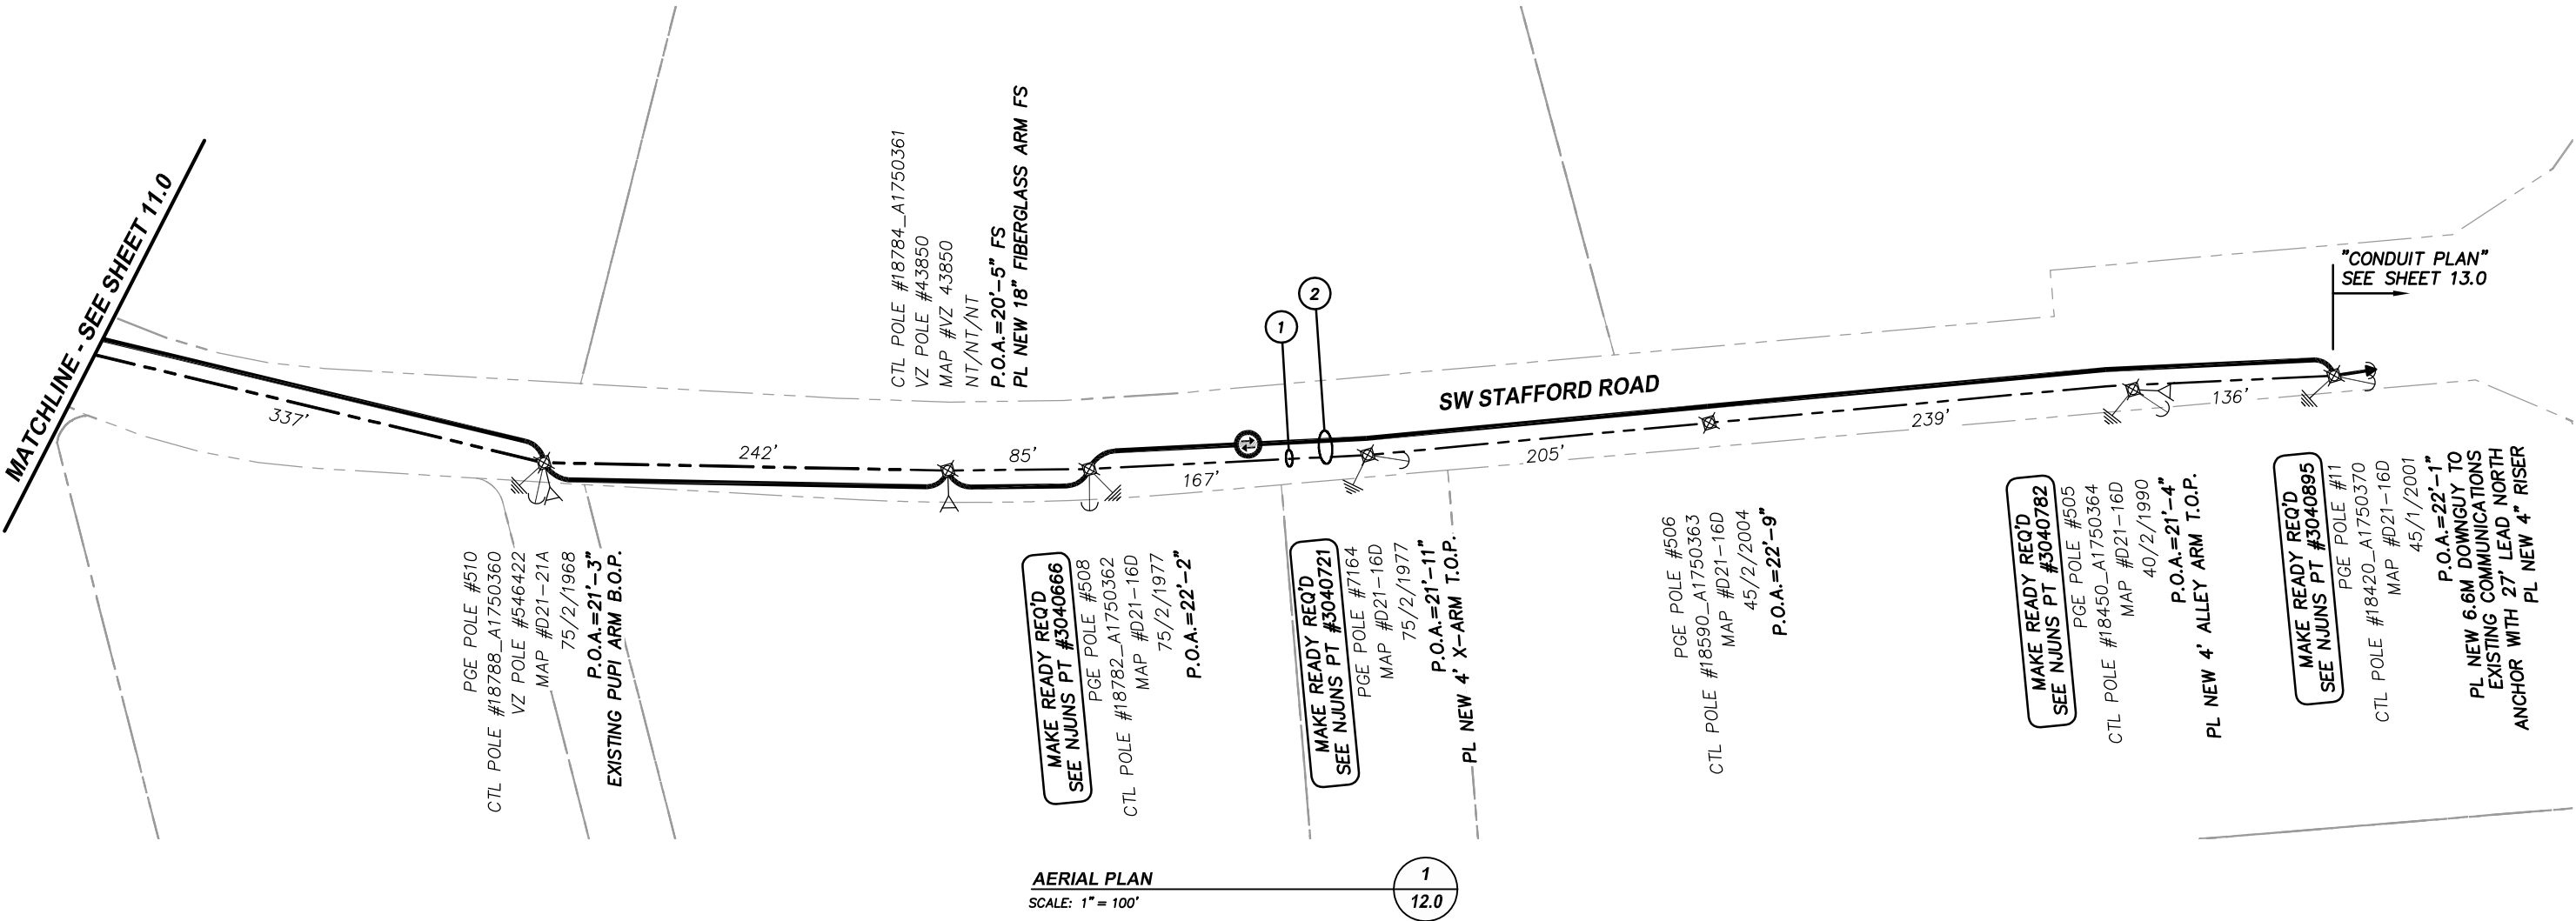 MATCHLINE - SEE SHEET 11.0
337'
PGE POLE #510
CTL POLE #18788_A1750360
VZ POLE #546422
MAP #D21-21A
75/2/1968
P.O.A.=21'-3"
EXISTING PUPI ARM B.O.P.
242'
CTL POLE #18784_A1750361
VZ POLE #43850
MAP #VZ 43850
NT/NT/NT
P.O.A.=20'-5" FS
PL NEW 18" FIBERGLASS ARM FS
85'
MAKE READY REQ'D
SEE NJUNS PT #3040666
PGE POLE #508
CTL POLE #18782_A1750362
MAP #D21-16D
75/2/1977
P.O.A.=22'-2"
167'
1
2
MAKE READY REQ'D
SEE NJUNS PT #3040721
PGE POLE #7164
MAP #D21-16D
75/2/1977
P.O.A.=21'-11"
PL NEW 4' X-ARM T.O.P.
SW STAFFORD ROAD
205'
PGE POLE #506
CTL POLE #18590_A1750363
MAP #D21-16D
45/2/2004
P.O.A.=22'-9"
239'
MAKE READY REQ'D
SEE NJUNS PT #3040782
PGE POLE #505
CTL POLE #18450_A1750364
MAP #D21-16D
40/2/1990
P.O.A.=21'-4"
PL NEW 4' ALLEY ARM T.O.P.
136'
"CONDUIT PLAN"
SEE SHEET 13.0
MAKE READY REQ'D
SEE NJUNS PT #3040895
PGE POLE #11
CTL POLE #18420_A1750370
MAP #D21-16D
45/1/2001
P.O.A.=22'-1"
PL NEW 6.6M DOWNGUY TO
EXISTING COMMUNICATIONS
ANCHOR WITH 27' LEAD NORTH
PL NEW 4" RISER
AERIAL PLAN
SCALE: 1" = 100'
1
12.0